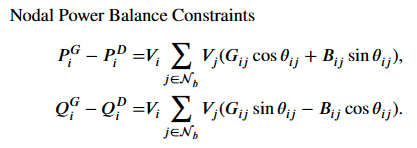 Nodal Power Balance Constraints
P_i^G − P_i^D =V_i ∑_{j∈𝒩_b} V_j(G_{ij} cos θ_{ij} + B_{ij} sin θ_{ij}),
Q_i^G − Q_i^D =V_i ∑_{j∈𝒩_b} V_j(G_{ij} sin θ_{ij} − B_{ij} cos θ_{ij}).